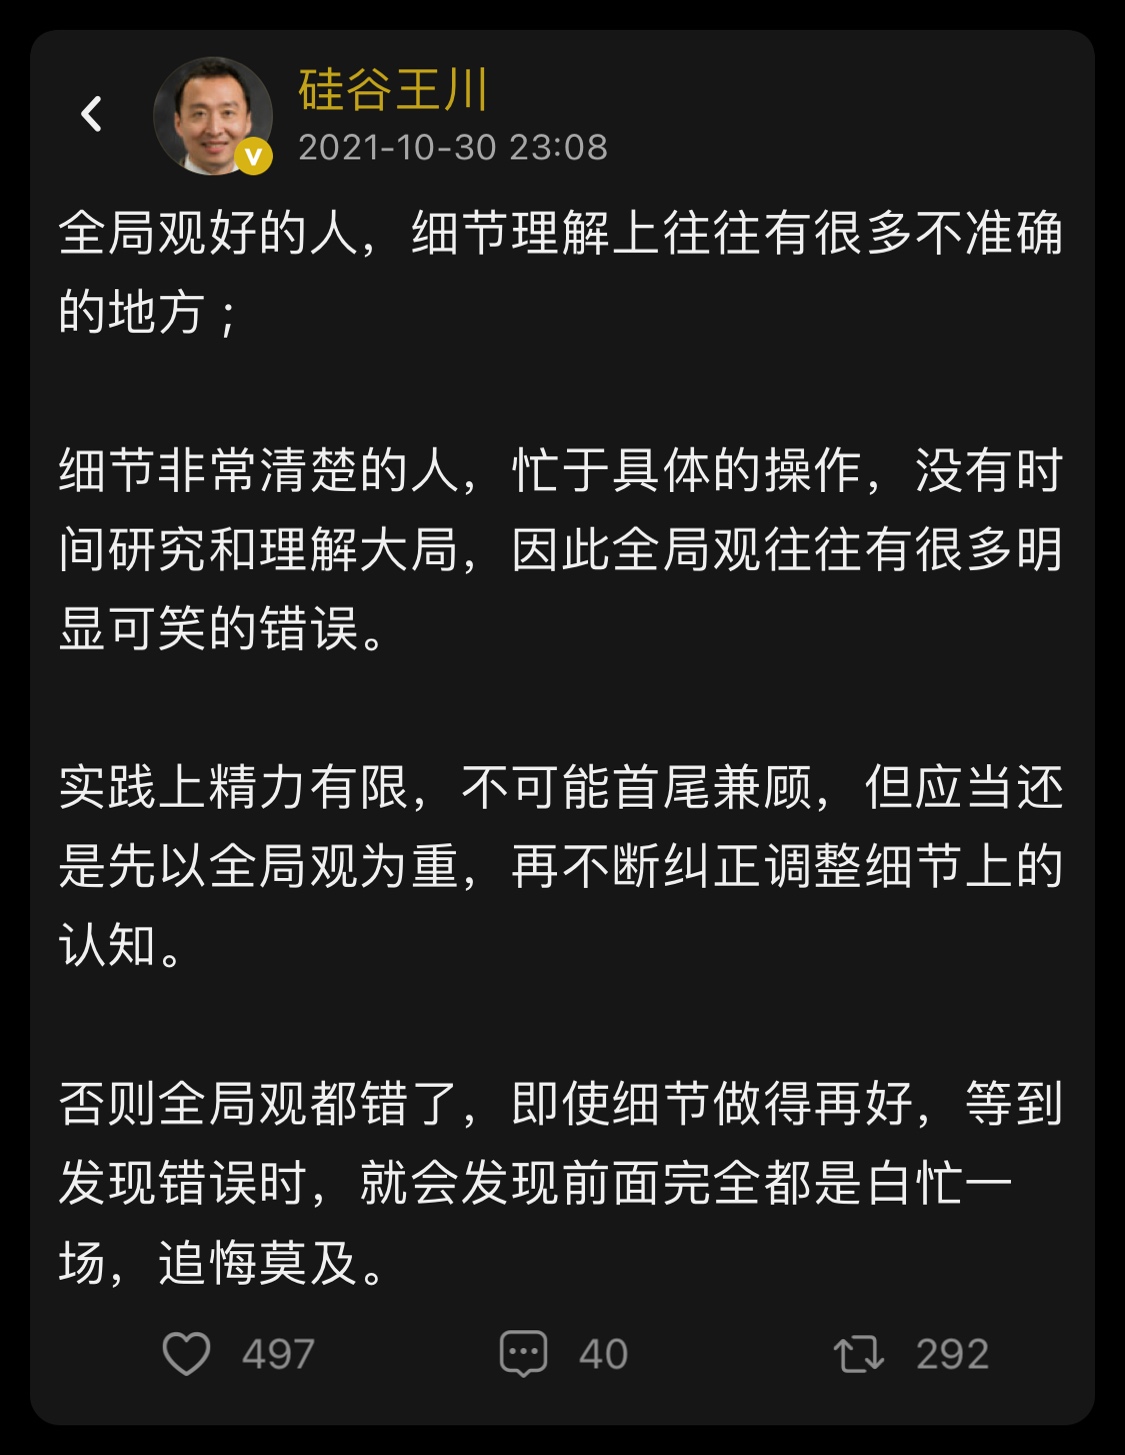 硅谷王川
V
2021-10-30 23:08
全局观好的人，细节理解上往往有很多不准确
的地方；
细节非常清楚的人，忙于具体的操作，没有时
间研究和理解大局，因此全局观往往有很多明
显可笑的错误。
实践上精力有限，不可能首尾兼顾，但应当还
是先以全局观为重，再不断纠正调整细节上的
认知。
否则全局观都错了，即使细节做得再好，等到
发现错误时，就会发现前面完全都是白忙一
场，追悔莫及。
497
40
292